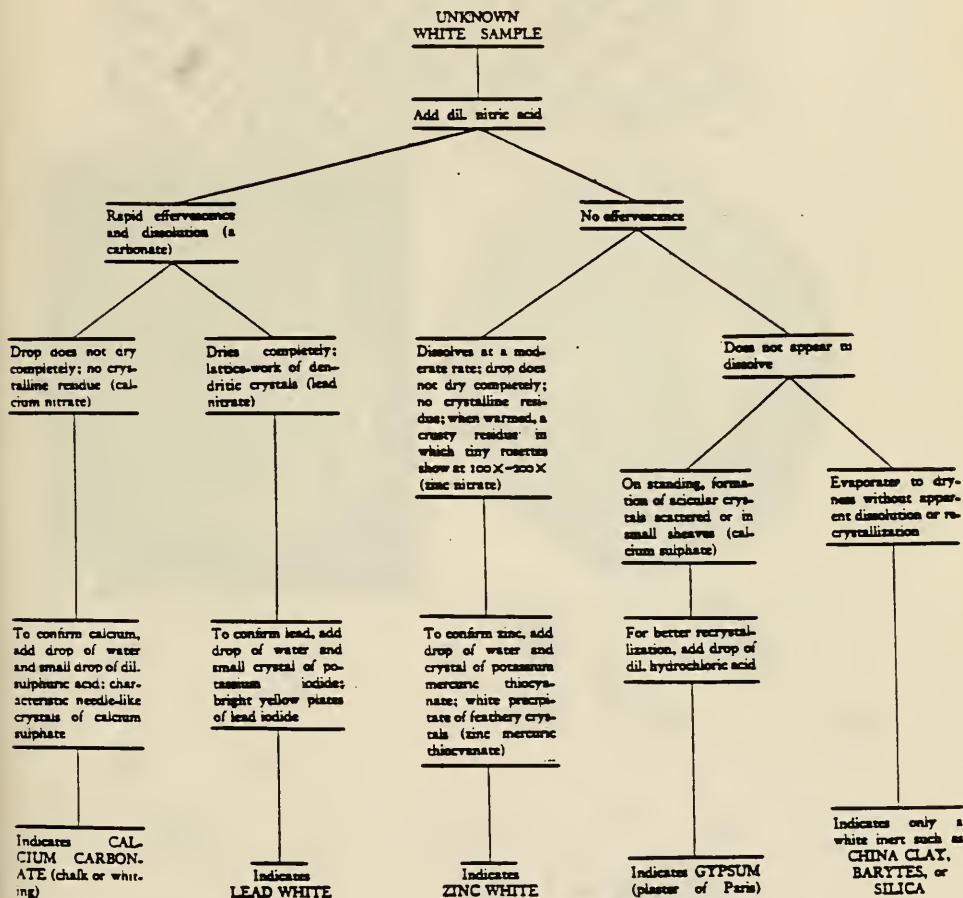 UNKNOWN
WHITE SAMPLE
Add dil. nitric acid
Rapid effervescence
and dissolution (a
carbonate)
No effervescence
Drop does not dry
completely; no crys-
talline residue (cal-
cium nitrate)
Dries completely;
lattice-work of den-
dritic crystals (lead
nitrate)
Dissolves at a mod-
erate rate; drop does
not dry completely;
no crystalline resi-
due; when warmed, a
crusty residue in
which tiny rosettes
show at 100X-200X
(zinc nitrate)
Does not appear to
dissolve
On standing, forma-
tion of acicular crys-
tals scattered or in
small sheaves (cal-
cium sulphate)
Evaporates to dry-
ness without appar-
ent dissolution or re-
crystallization
To confirm calcium,
add drop of water
and small drop of dil.
sulphuric acid; char-
acteristic needle-like
crystals of calcium
sulphate
To confirm lead, add
drop of water and
small crystal of po-
tassium iodide;
bright yellow plates
of lead iodide
To confirm zinc, add
drop of water and
crystal of potassium
mercuric thiocya-
nate; white precipi-
tate of feathery crys-
tals (zinc mercuric
thiocyanate)
For better recrystal-
lization, add drop of
dil. hydrochloric acid
Indicates CAL-
CIUM CARBON-
ATE (chalk or whit-
ing)
Indicates
LEAD WHITE
Indicates
ZINC WHITE
Indicates GYPSUM
(plaster of Paris)
Indicates only a
white inert such as
CHINA CLAY,
BARYTES, or
SILICA